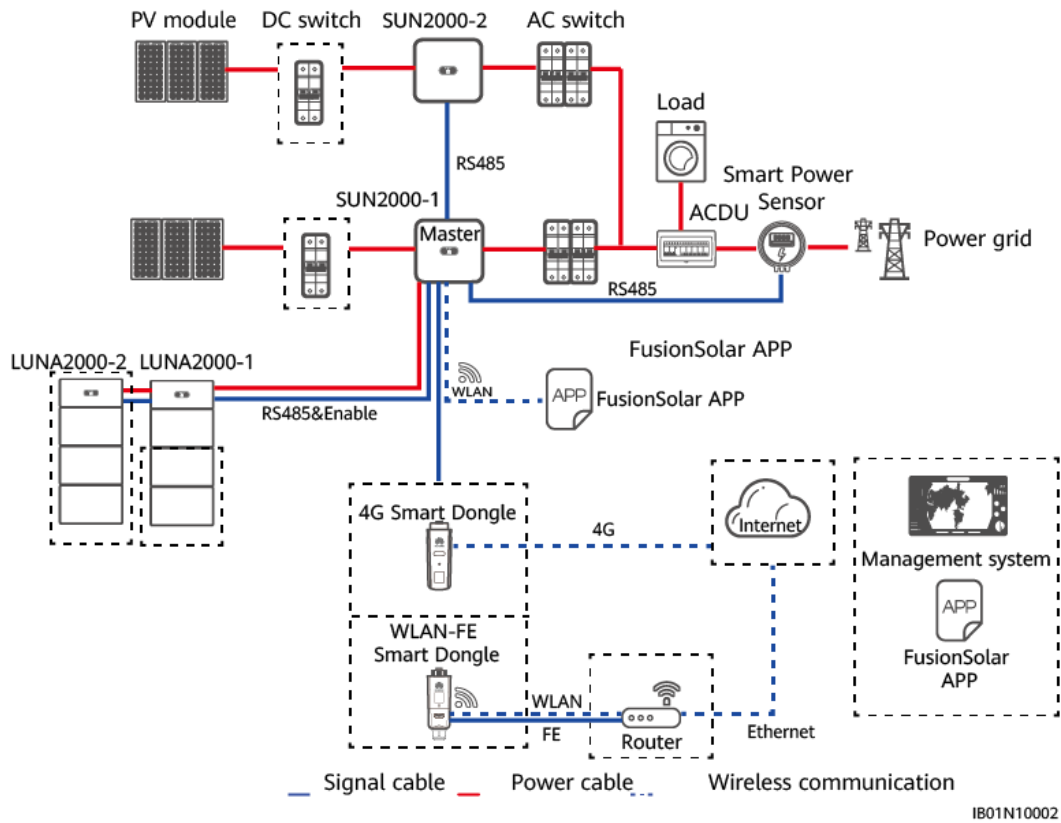 PV module
DC switch
SUN2000-2
AC switch
Load
RS485
Smart Power
Sensor
SUN2000-1
ACDU
Master
Power grid
RS485
FusionSolar APP
LUNA2000-2
LUNA2000-1
WLAN
APP
FusionSolar APP
RS485&Enable
4G Smart Dongle
4G
Internet
Management system
APP
WLAN-FE
Smart Dongle
FusionSolar
APP
WLAN
FE
Router
Ethernet
Signal cable
Power cable
Wireless communication
IB01N10002